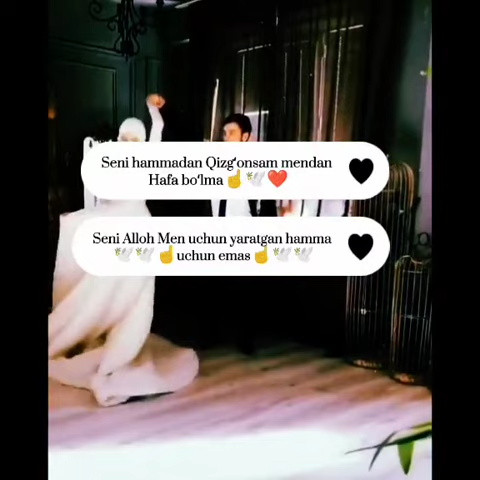 Seni hammadan Qizg'onsam mendan
Hafa bo'lma ☝️🕊️❤️
Seni Alloh Men uchun yaratgan hamma
🕊️🕊️ ☝️uchun emas☝️🕊️🕊️